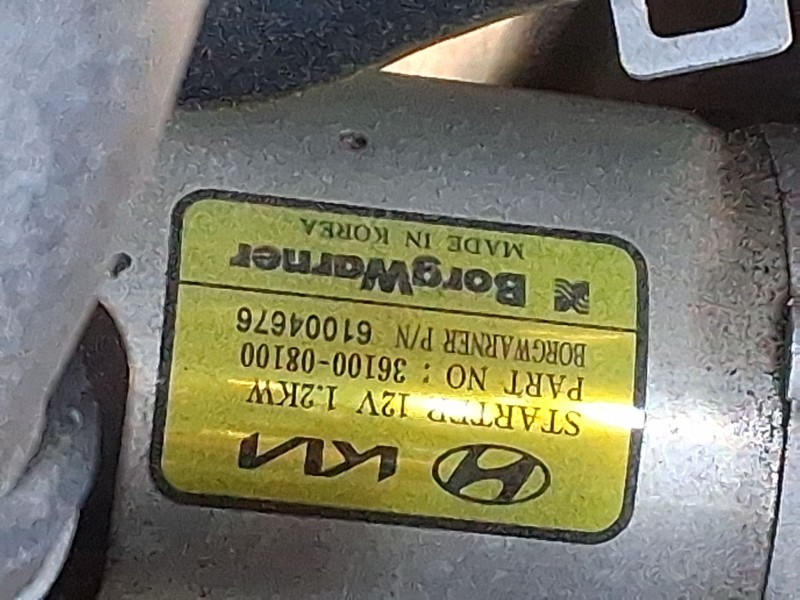 KIA
STARTER 12V 1.2KW
PART NO : 36100-08100
BORGWARNER P/N 61004676
BorgWarner
MADE IN KOREA